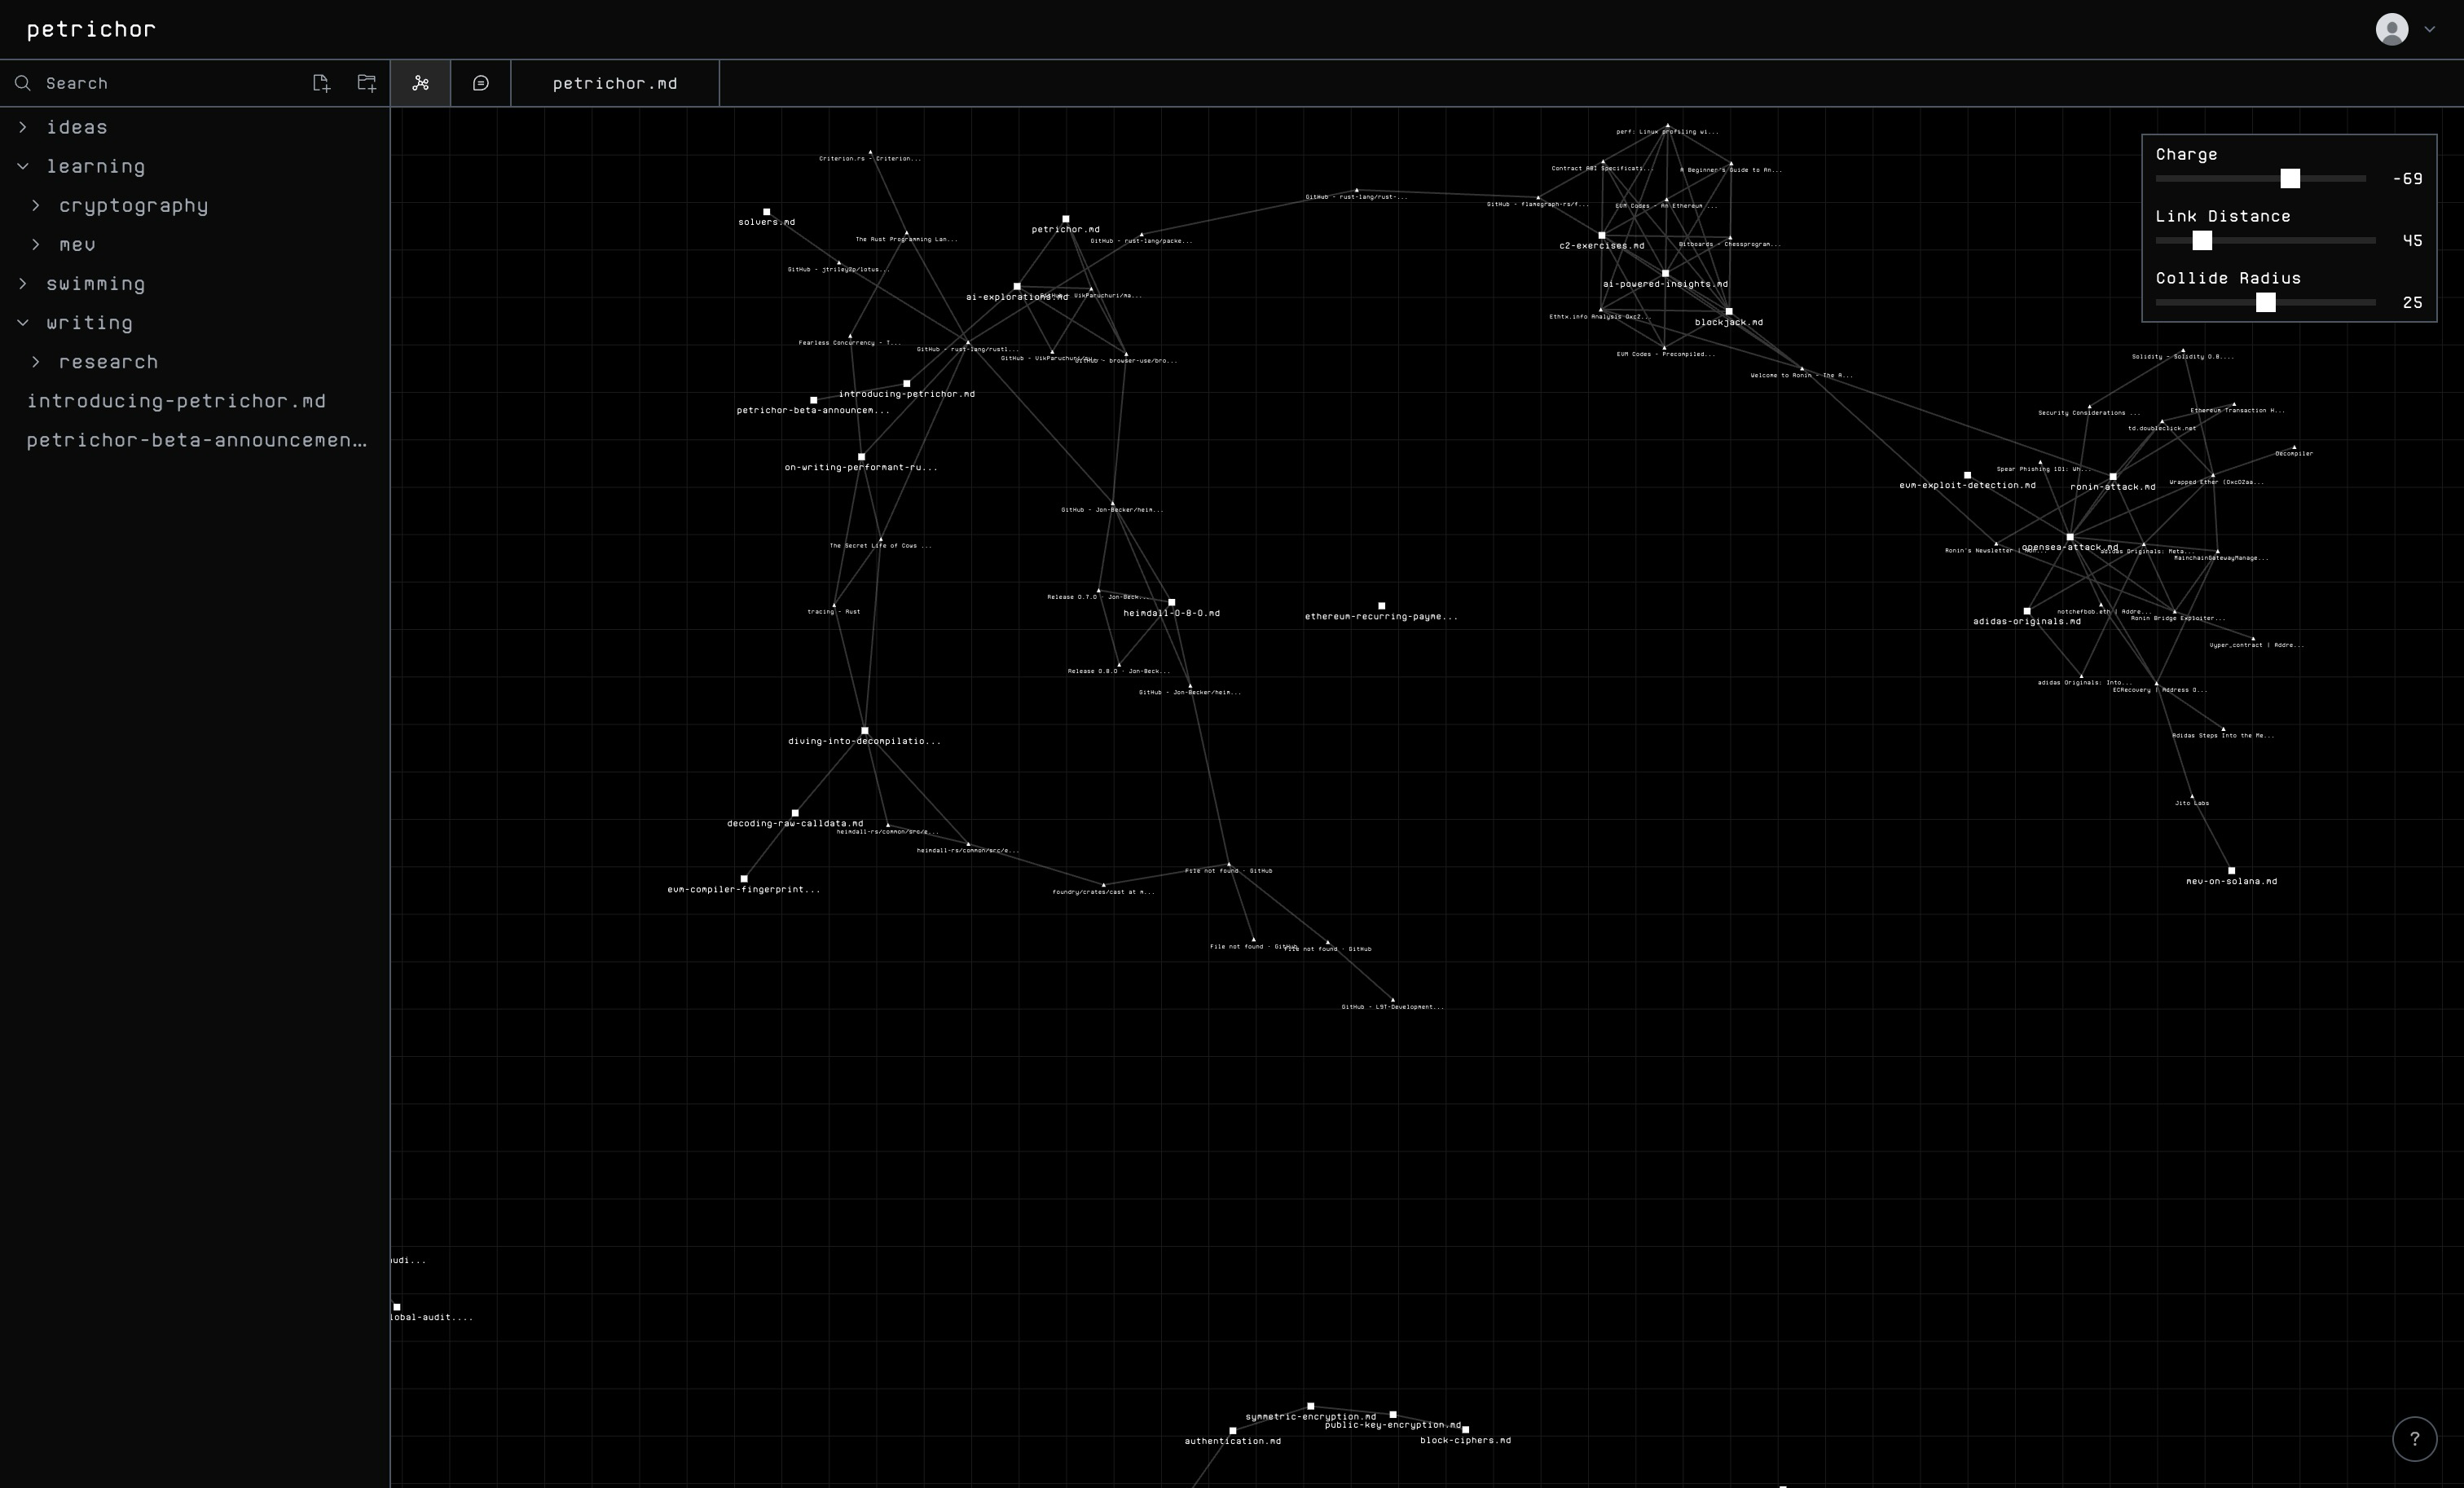 petrichor
Search
petrichor.md
ideas
learning
cryptography
mev
swimming
writing
research
introducing-petrichor.md
petrichor-beta-announcemen...
Charge
-69
Link Distance
45
Collide Radius
25
perf: Linux profiling wi...
Criterion.rs - Criterion...
Contract ABI Specificati...
A Beginner's Guide to An...
GitHub - rust-lang/rust-...
GitHub - flamegraph-rs/f...
EVM Codes - An Ethereum ...
solvers.md
petrichor.md
The Rust Programming Lan...
GitHub - rust-lang/packe...
c2-exercises.md
Bitboards - Chessprogram...
GitHub - jtriley2p/lotus...
ai-powered-insights.md
ai-explorations.md
GitHub - VikParuchuri/ma...
Ethtx.info Analysis 0xc2...
blockjack.md
Fearless Concurrency - T...
GitHub - rust-lang/rustl...
GitHub - VikParuchuri/
GitHub - browser-use/bro...
EVM Codes - Precompiled...
Solidity - Solidity 0.8....
Welcome to Ronin - The R...
introducing-petrichor.md
petrichor-beta-announcem...
Security Considerations ...
Ethereum Transaction H...
td.doubleclick.net
Decompiler
on-writing-performant-ru...
Spear Phishing 101: Wh...
evm-exploit-detection.md
ronin-attack.md
Wrapped Ether (0xc02aa...
GitHub - Jon-Becker/heim...
The Secret Life of Cows ...
Ronin's Newsletter |
opensea-attack.md
adidas Originals: Meta...
MainchainGatewayManage...
Release 0.7.0 · Jon-Beck...
tracing - Rust
heimdall-0-8-0.md
ethereum-recurring-payme...
adidas-originals.md
notchefbob.eth | Addre...
Ronin Bridge Exploiter...
Vyper_contract | Addre...
Release 0.8.0 · Jon-Beck...
GitHub - Jon-Becker/heim...
adidas Originals: Into...
ECRecovery | Address 0...
diving-into-decompilatio...
Adidas Steps Into the Me...
Jito Labs
decoding-raw-calldata.md
heimdall-rs/common/src/e...
heimdall-rs/common/src/e...
evm-compiler-fingerprint...
foundry/crates/cast at m...
File not found · GitHub
mev-on-solana.md
File not found · GitHub
File not found · GitHub
GitHub - L9T-Development...
udi...
lobal-audit....
symmetric-encryption.md
public-key-encryption.md
authentication.md
block-ciphers.md
?